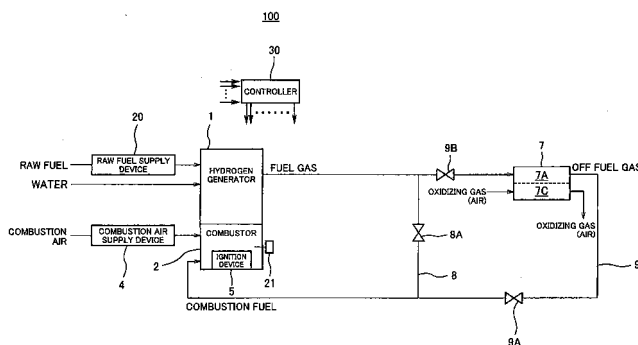 100
30
CONTROLLER
20
1
RAW FUEL
RAW FUEL SUPPLY
DEVICE
HYDROGEN
GENERATOR
FUEL GAS
9B
7
7A
7C
OFF FUEL GAS
WATER
OXIDIZING GAS
(AIR)
OXIDIZING GAS
(AIR)
COMBUSTION
AIR
COMBUSTION AIR
SUPPLY DEVICE
COMBUSTOR
IGNITION
DEVICE
8A
4
2
5
21
8
9
COMBUSTION FUEL
9A